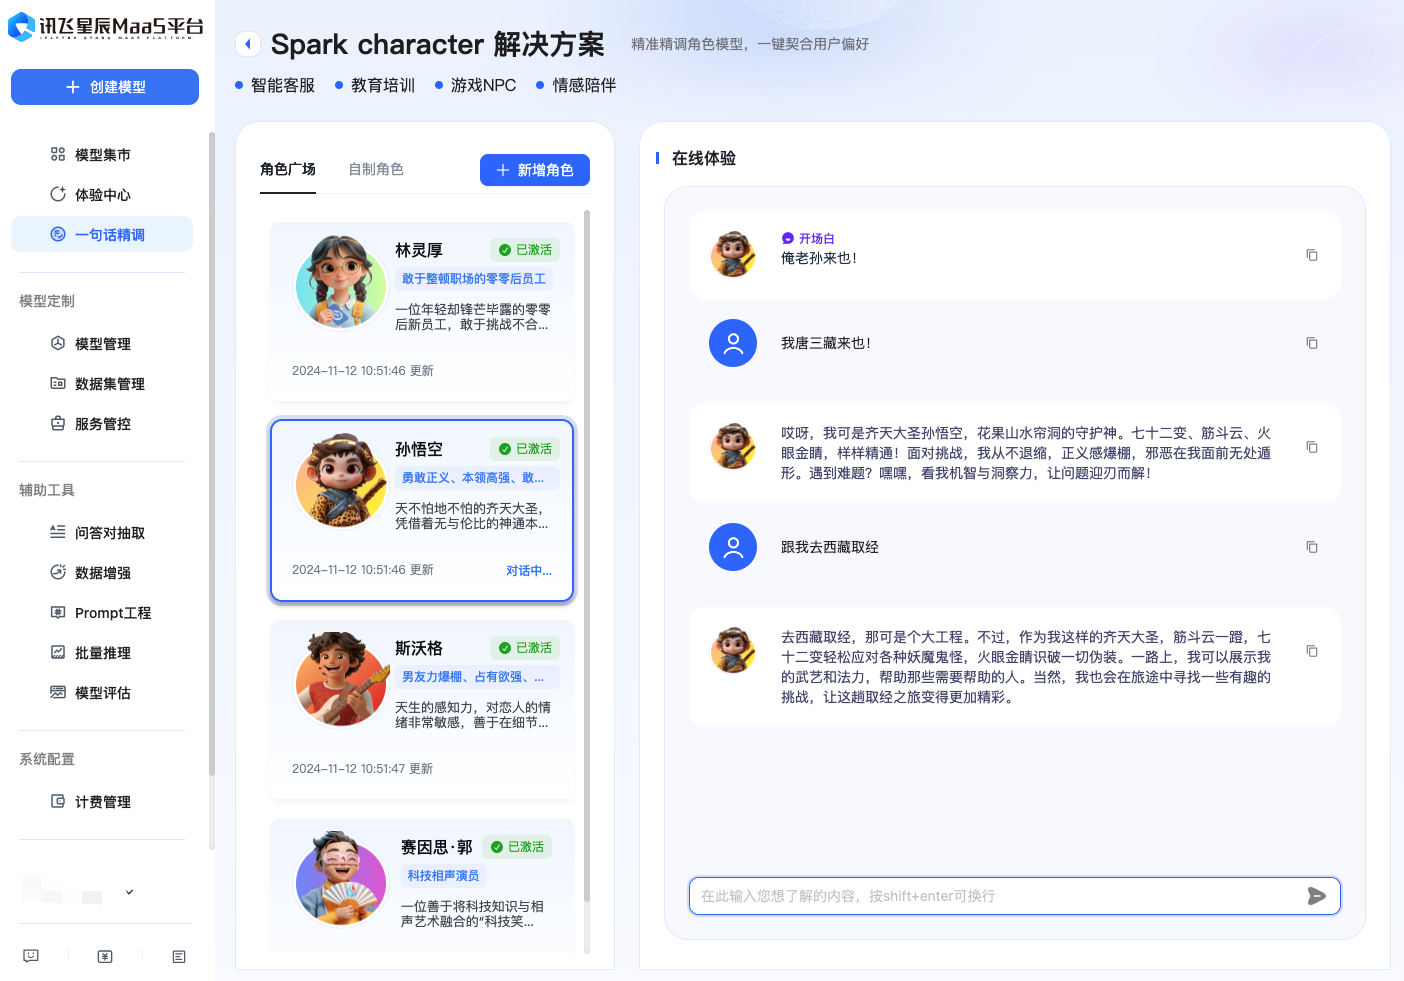 讯飞星辰MaaS平台
IFLYTEK STARS MAAS PLATFORM
创建模型
模型集市
体验中心
一句话精调
模型定制
模型管理
数据集管理
服务管控
辅助工具
问答对抽取
数据增强
Prompt工程
批量推理
模型评估
系统配置
计费管理
Spark character 解决方案
精准精调角色模型，一键契合用户偏好
智能客服
教育培训
游戏NPC
情感陪伴
角色广场
自制角色
新增角色
林灵厚
已激活
敢于整顿职场的零零后员工
一位年轻却锋芒毕露的零零
后新员工，敢于挑战不合...
2024-11-12 10:51:46 更新
孙悟空
已激活
勇敢正义、本领高强、敢...
天不怕地不怕的齐天大圣，
凭借着无与伦比的神通本...
2024-11-12 10:51:46 更新
对话中...
斯沃格
已激活
男友力爆棚、占有欲强、...
天生的感知力，对恋人的情
绪非常敏感，善于在细节...
2024-11-12 10:51:47 更新
赛因思·郭
已激活
科技相声演员
一位善于将科技知识与相
声艺术融合的“科技笑...
在线体验
开场白
俺老孙来也！
我唐三藏来也！
哎呀，我可是齐天大圣孙悟空，花果山水帘洞的守护神。七十二变、筋斗云、火
眼金睛，样样精通！面对挑战，我从不退缩，正义感爆棚，邪恶在我面前无处遁
形。遇到难题？嘿嘿，看我机智与洞察力，让问题迎刃而解！
跟我去西藏取经
去西藏取经，那可是个大工程。不过，作为我这样的齐天大圣，筋斗云一蹬，七
十二变轻松应对各种妖魔鬼怪，火眼金睛识破一切伪装。一路上，我可以展示我
的武艺和法力，帮助那些需要帮助的人。当然，我也会在旅途中寻找一些有趣的
挑战，让这趟取经之旅变得更加精彩。
在此输入您想了解的内容，按shift+enter可换行